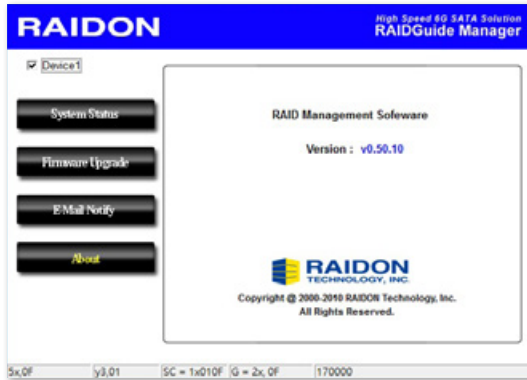 RAIDON
High Speed 6G SATA Solution
RAIDGuide Manager
Device1
System Status
Firmware Upgrade
E-Mail Notify
About
RAID Management Sofeware
Version : v0.50.10
RAIDON
TECHNOLOGY, INC.
Copyright @ 2000-2010 RAIDON Technology, Inc.
All Rights Reserved.
5x,0F y3,01 SC = 1x010F G = 2x, 0F 170000